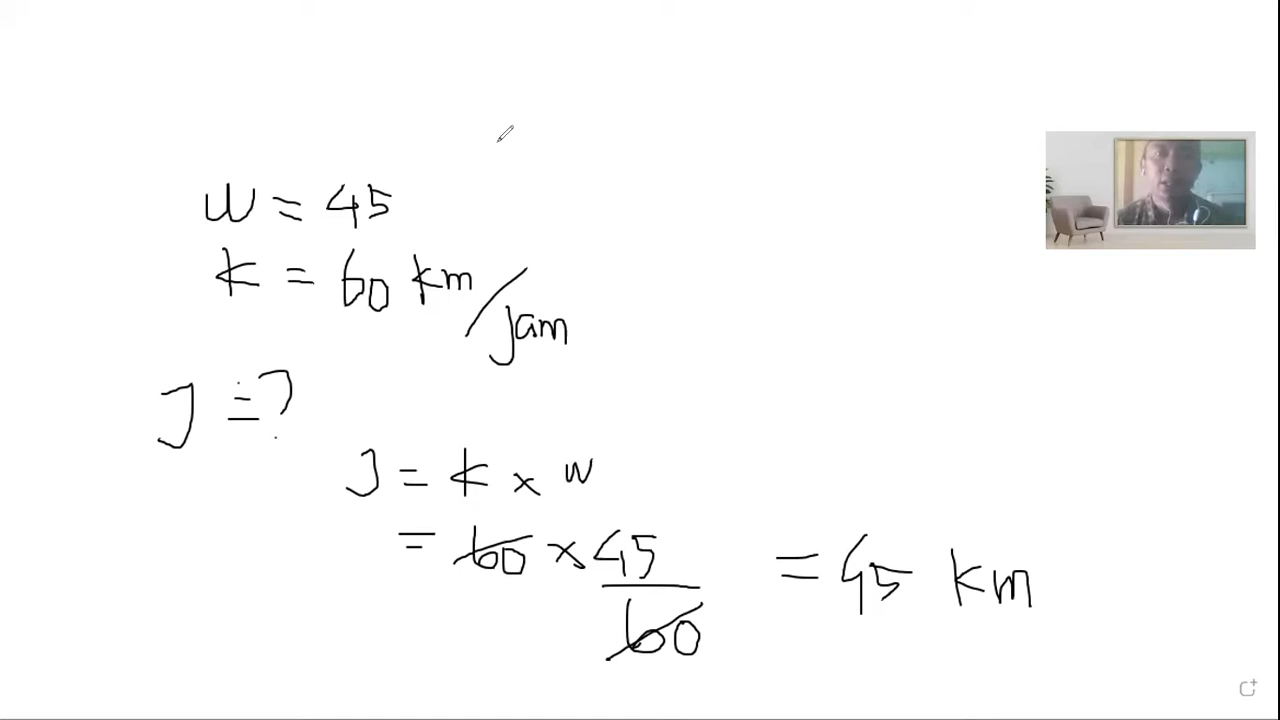 W = 45
K = 60 km/jam
J = ?
J = K x W
= 60 x 45/60 = 45 km